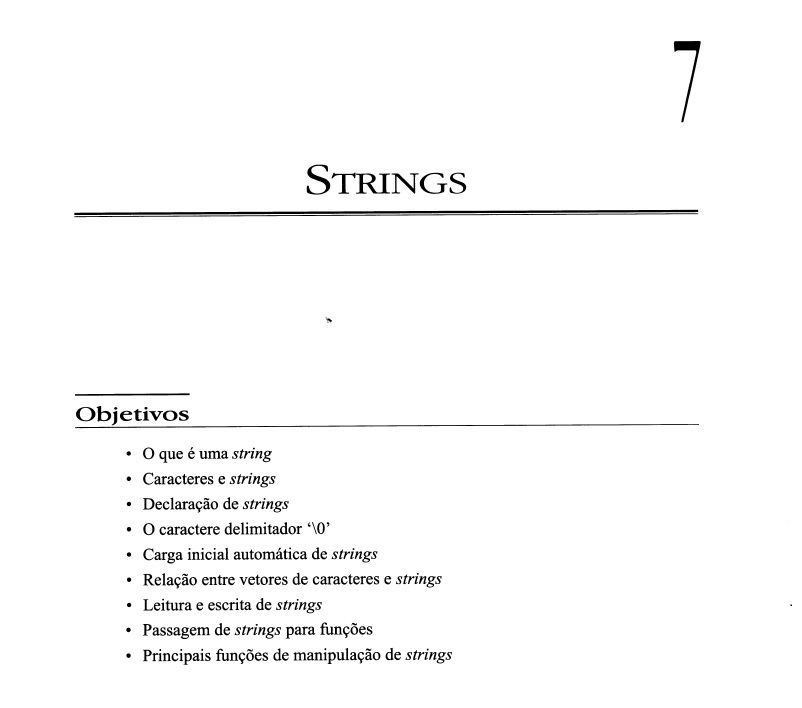 7
STRINGS
Objetivos
• O que é uma string
• Caracteres e strings
• Declaração de strings
• O caractere delimitador ‘\0’
• Carga inicial automática de strings
• Relação entre vetores de caracteres e strings
• Leitura e escrita de strings
• Passagem de strings para funções
• Principais funções de manipulação de strings